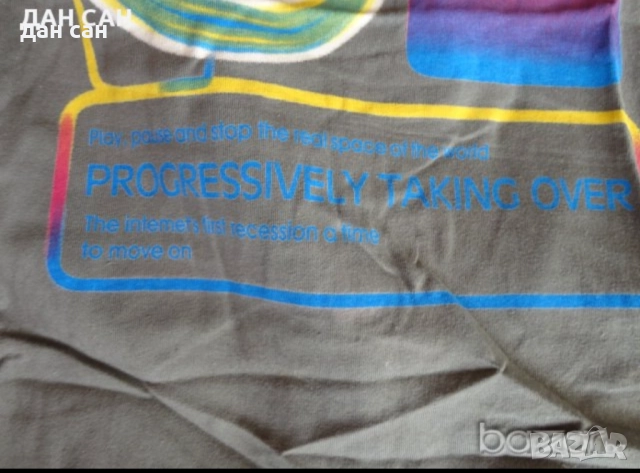 ДАН САН
Дан сан
Play, pause and stop the real space of the world
PROGRESSIVELY TAKING OVER
The internet's first recession a time
to move on
bazar